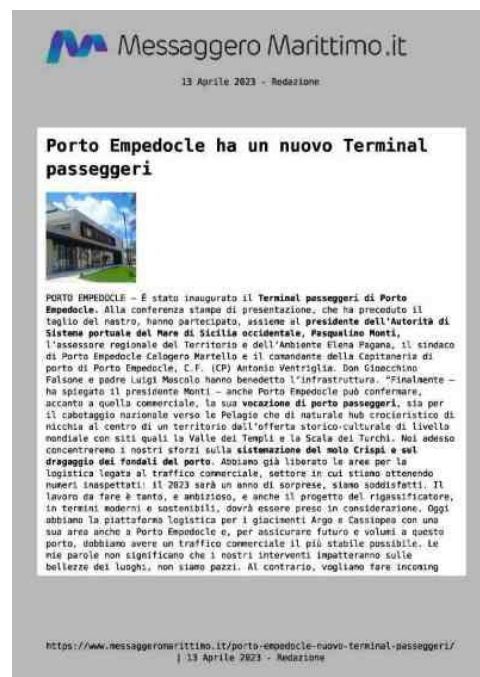 Messaggero Marittimo.it
13 Aprile 2023 - Redazione
Porto Empedocle ha un nuovo Terminal
passeggeri
PORTO EMPEDOCLE – È stato inaugurato il Terminal passeggeri di Porto
Empedocle. Alla conferenza stampa di presentazione, che ha preceduto il
taglio del nastro, hanno partecipato, assieme al presidente dell'Autorità di
Sistema portuale del Mare di Sicilia occidentale, Pasqualino Monti,
l'assessore regionale del Territorio e dell'Ambiente Elena Pagana, il sindaco
di Porto Empedocle Calogero Martello e il comandante della Capitaneria di
porto di Porto Empedocle, C.F. (CP) Antonio Ventriglia. Don Gioacchino
Falsone e padre Luigi Mascolo hanno benedetto l'infrastruttura. "Finalmente –
ha spiegato il presidente Monti – anche Porto Empedocle può confermare,
accanto a quella commerciale, la sua vocazione di porto passeggeri, sia per
il cabotaggio nazionale verso le Pelagie che di naturale hub crocieristico di
nicchia al centro di un territorio dall'offerta storico-culturale di livello
mondiale con siti quali la Valle dei Templi e la Scala dei Turchi. Noi adesso
concentreremo i nostri sforzi sulla sistemazione del molo Crispi e sul
dragaggio dei fondali del porto. Abbiamo già liberato le aree per la
logistica legata al traffico commerciale, settore in cui stiamo ottenendo
numeri inaspettati: il 2023 sarà un anno di sorprese, siamo soddisfatti. Il
lavoro da fare è tanto, e ambizioso, e anche il progetto del rigassificatore,
in termini moderni e sostenibili, dovrà essere preso in considerazione. Oggi
abbiamo la piattaforma logistica per i giacimenti Argo e Cassiopea con una
sua area anche a Porto Empedocle e, per assicurare futuro e volumi a questo
porto, dobbiamo avere un traffico commerciale il più stabile possibile. Le
mie parole non significano che i nostri interventi impatteranno sulle
bellezze dei luoghi, non siamo pazzi. Al contrario, vogliamo fare incoming
https://www.messaggeromarittimo.it/porto-empedocle-nuovo-terminal-passeggeri/
| 13 Aprile 2023 - Redazione